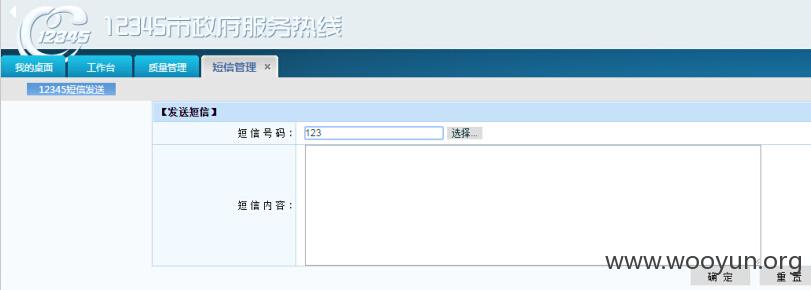 12345 12345市政府服务热线
我的桌面 工作台 质量管理 短信管理 ×
12345短信发送
【发送短信】
短信号码： 123 选择...
短信内容：
www.wooyun.org
确定 重置